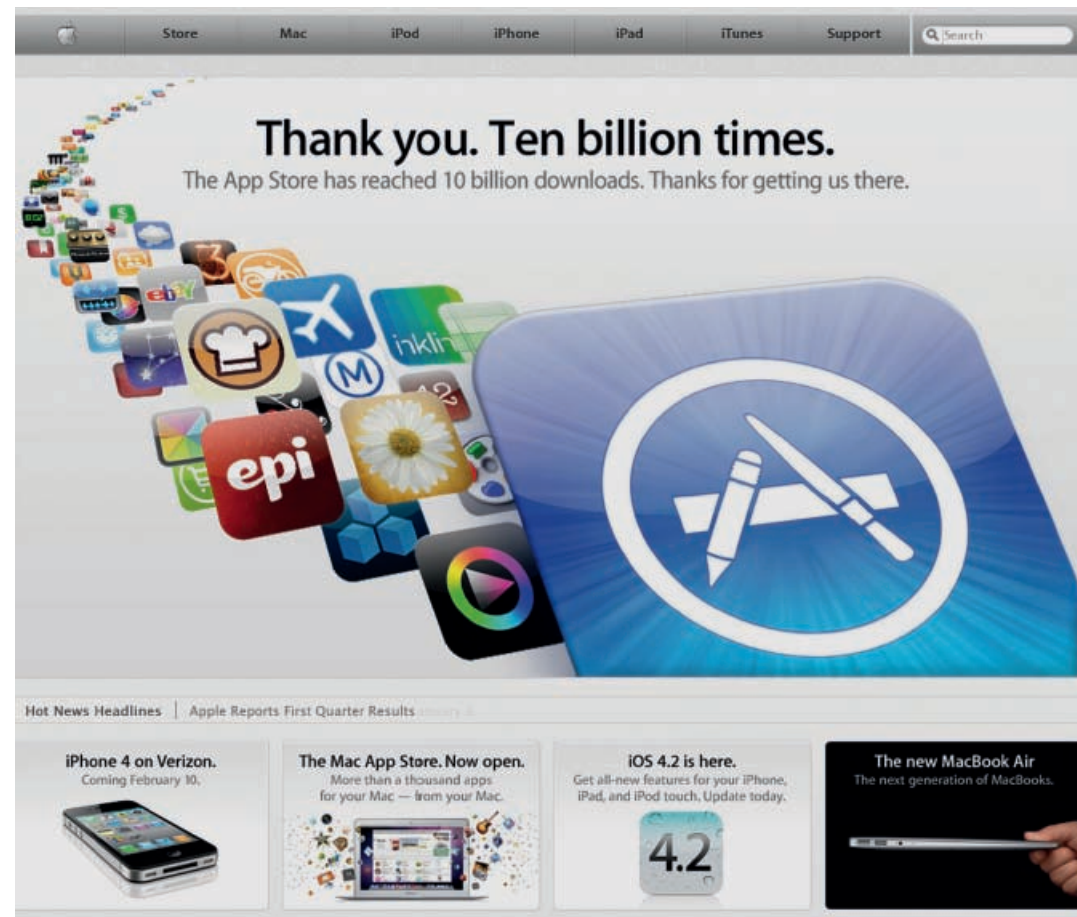 Store Mac iPod iPhone iPad iTunes Support Search
Thank you. Ten billion times.
The App Store has reached 10 billion downloads. Thanks for getting us there.
3
ebY
inklin
M
42
epi
Hot News Headlines Apple Reports First Quarter Results
iPhone 4 on Verizon.
Coming February 10.
The Mac App Store. Now open.
More than a thousand apps
for your Mac — from your Mac.
iOS 4.2 is here.
Get all-new features for your iPhone,
iPad, and iPod touch. Update today.
4.2
The new MacBook Air
The next generation of MacBooks.